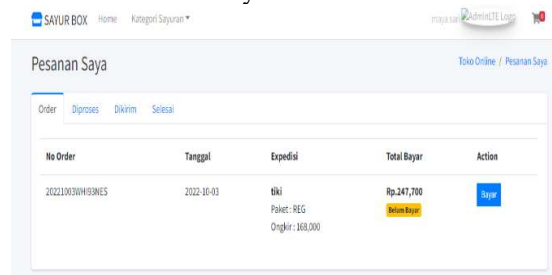 SAYUR BOX Home Kategori Sayuran
maya sari AdminLTE Logo 0
Pesanan Saya
Toko Online / Pesanan Saya
Order Diproses Dikirim Selesai
No Order Tanggal Expedisi Total Bayar Action
20221003WHI93NES 2022-10-03 tiki Rp.247,700 Bayar
Paket : REG Belum Bayar
Ongkir : 168,000